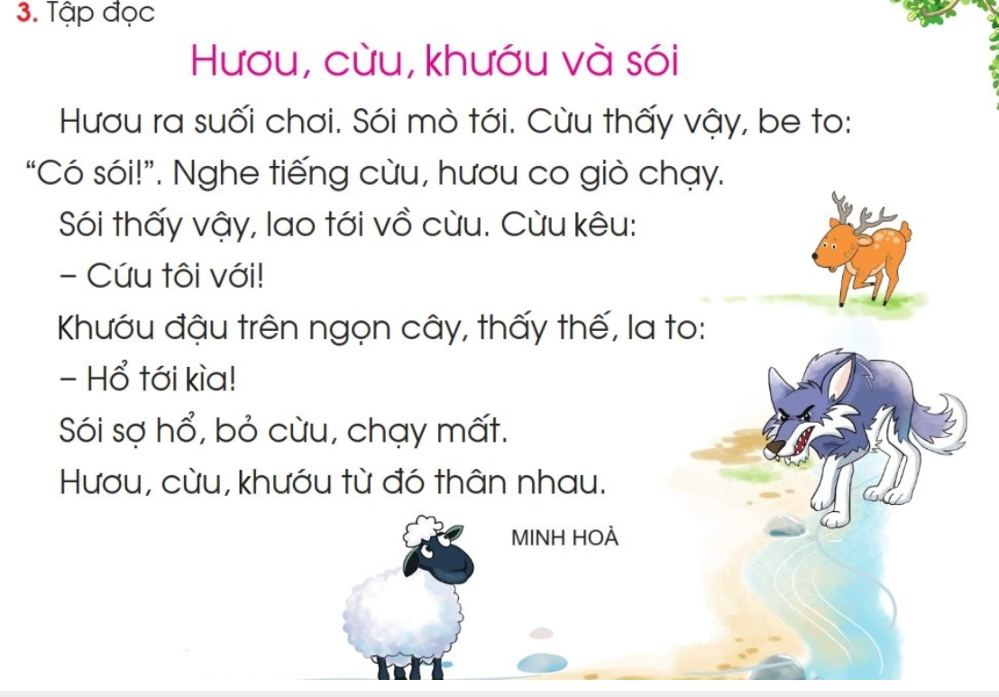 3. Tập đọc
Hươu, cừu, khướu và sói
Hươu ra suối chơi. Sói mò tới. Cừu thấy vậy, be to:
“Có sói!”. Nghe tiếng cừu, hươu co giò chạy.
Sói thấy vậy, lao tới vồ cừu. Cừu kêu:
– Cứu tôi với!
Khướu đậu trên ngọn cây, thấy thế, la to:
– Hổ tới kìa!
Sói sợ hổ, bỏ cừu, chạy mất.
Hươu, cừu, khướu từ đó thân nhau.
MINH HOÀ